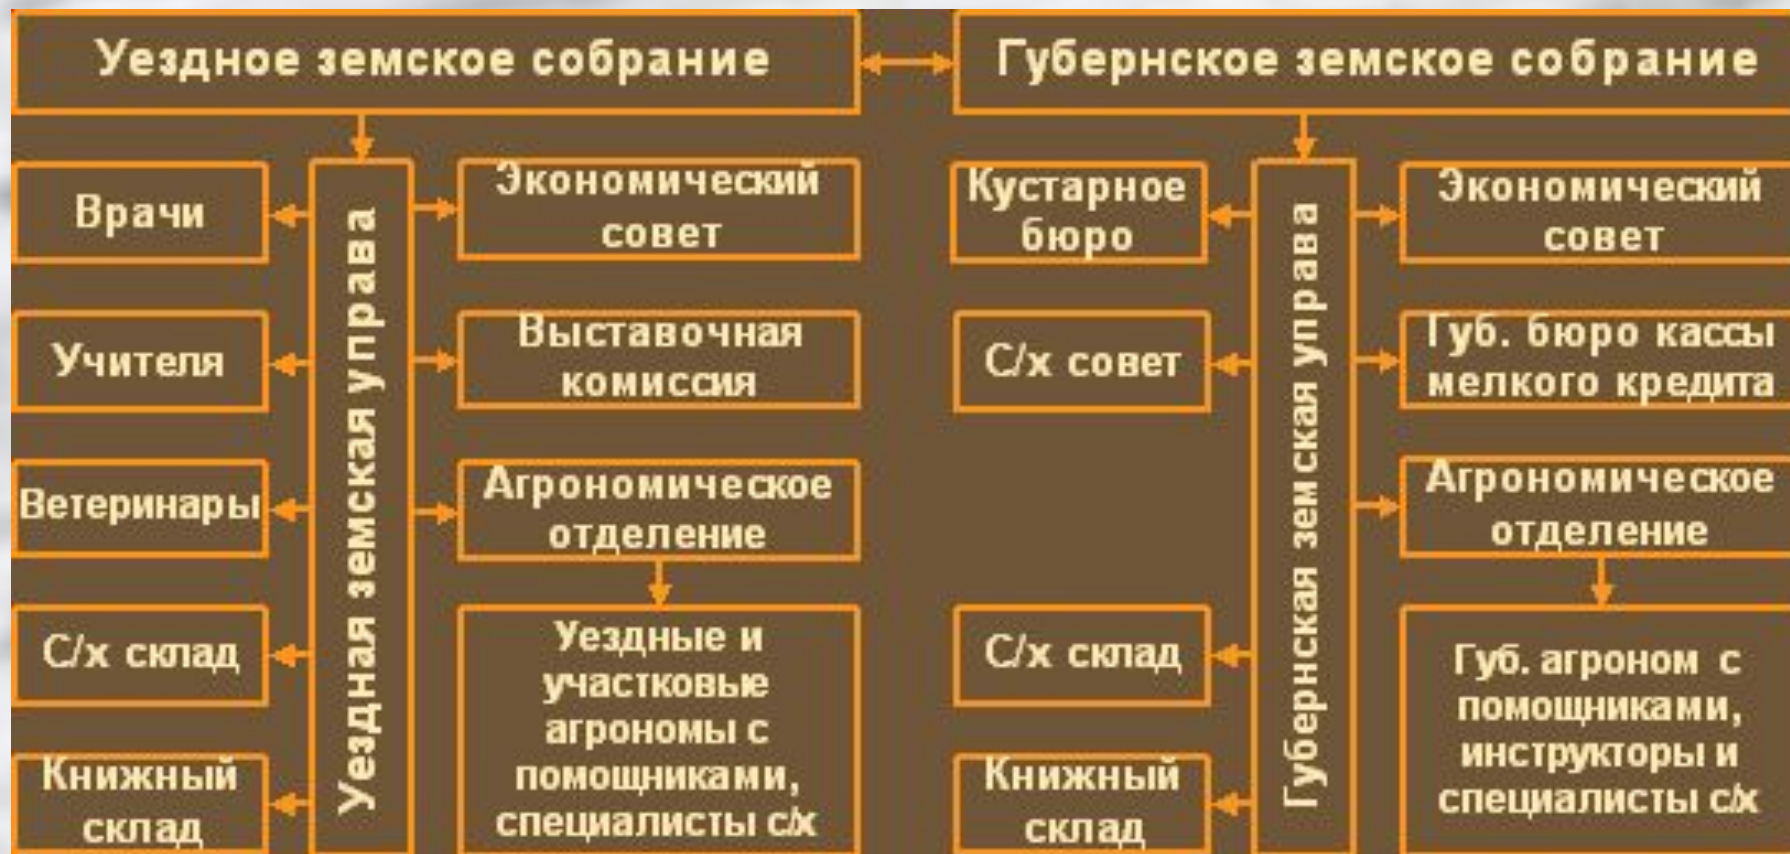 Уездное земское собрание
Губернское земское собрание
Врачи
Учителя
Ветеринары
С/х склад
Книжный
склад
Уездная земская управа
Экономический
совет
Выставочная
комиссия
Агрономическое
отделение
Уездные и
участковые
агрономы с
помощниками,
специалисты с/х
Кустарное
бюро
С/х совет
С/х склад
Книжный
склад
Губернская земская управа
Экономический
совет
Губ. бюро кассы
мелкого кредита
Агрономическое
отделение
Губ. агроном с
помощниками,
инструкторы и
специалисты с/х